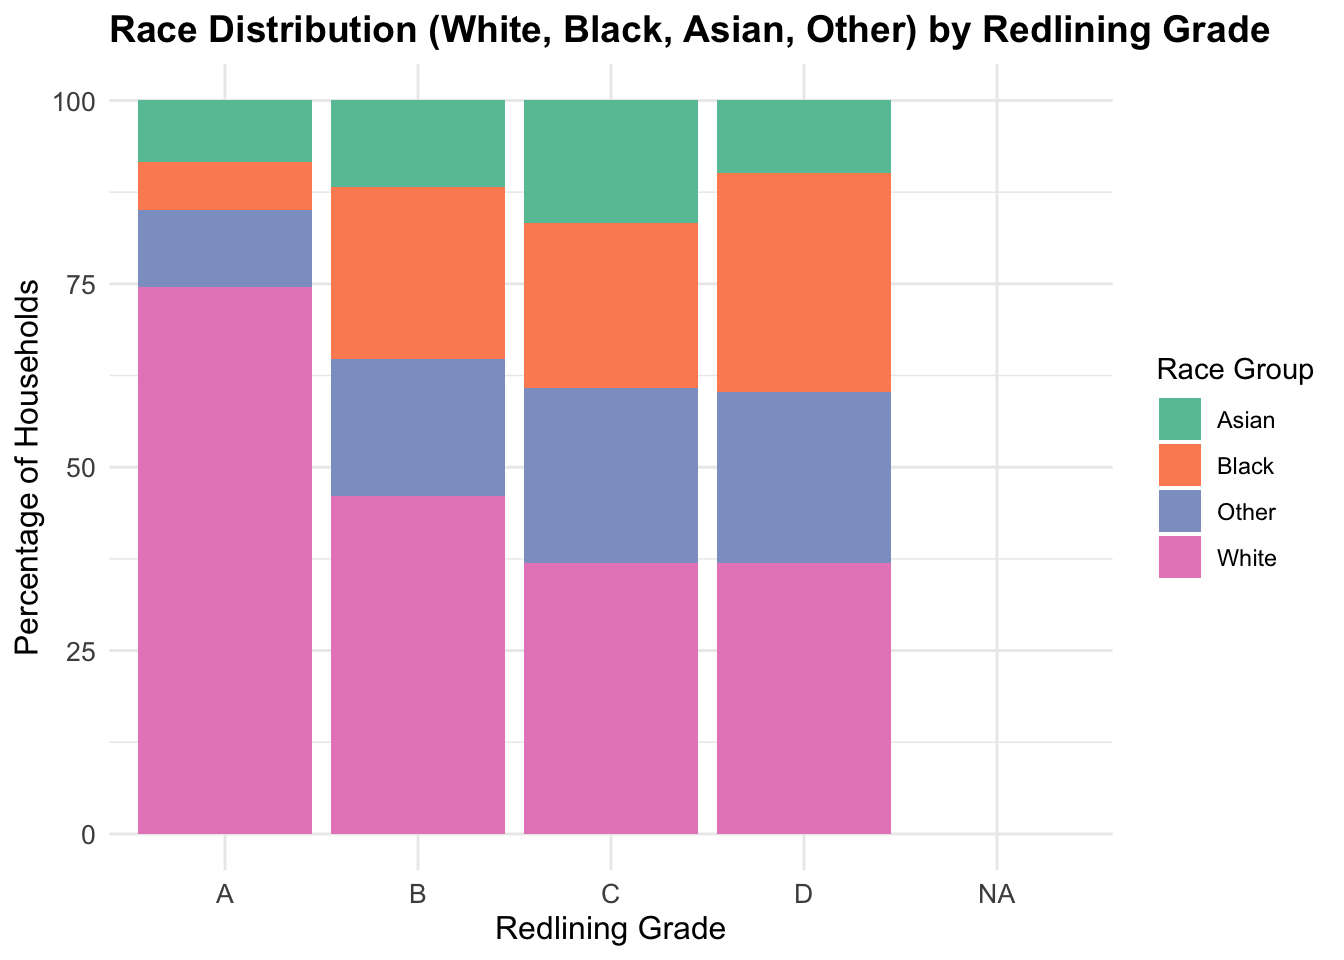 Race Distribution (White, Black, Asian, Other) by Redlining Grade
Percentage of Households
100
75
50
25
0
A
B
C
D
NA
Redlining Grade
Race Group
Asian
Black
Other
White